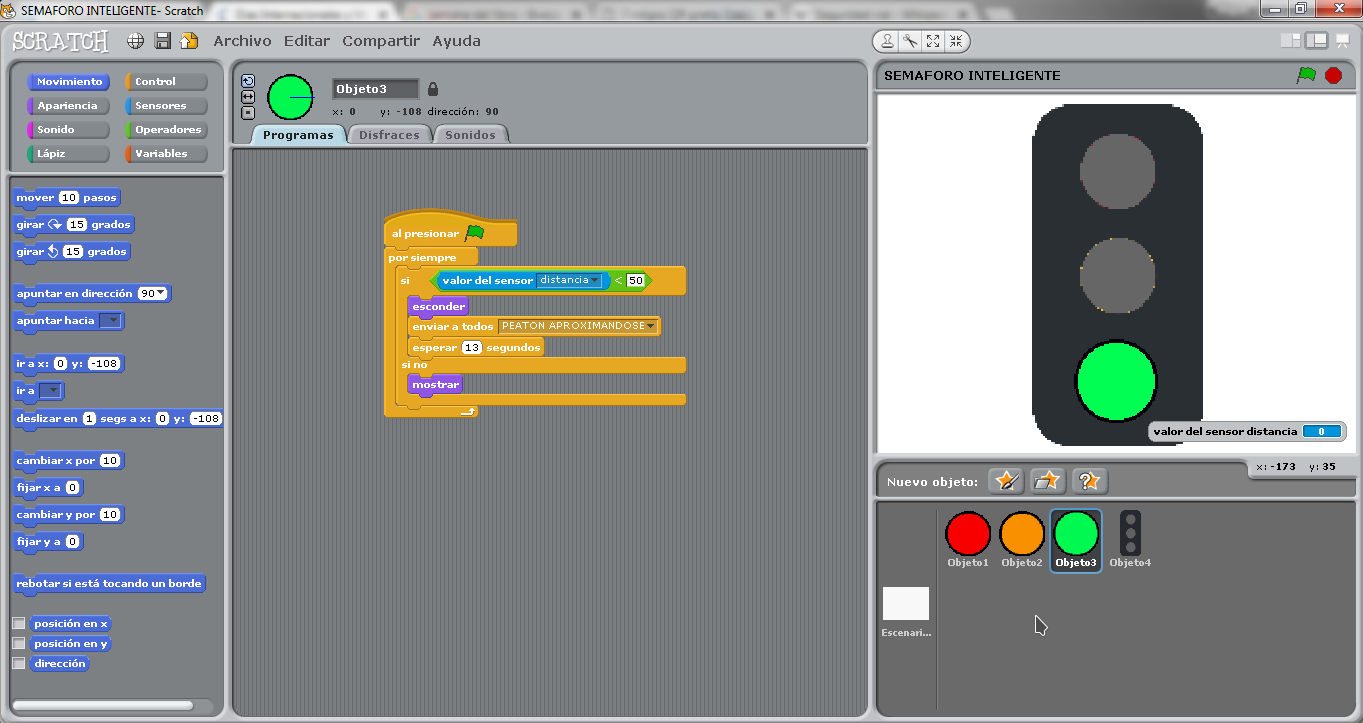 SEMAFORO INTELIGENTE- Scratch
SCRATCH
Archivo Editar Compartir Ayuda
Movimiento Control
Apariencia Sensores
Sonido Operadores
Lápiz Variables
mover 10 pasos
girar 15 grados
girar 15 grados
apuntar en dirección 90
apuntar hacia
ir a x: 0 y: -108
ir a
deslizar en 1 segs a x: 0 y: -108
cambiar x por 10
fijar x a 0
cambiar y por 10
fijar y a 0
rebotar si está tocando un borde
posición en x
posición en y
dirección
Objeto3
x: 0 y: -108 dirección: 90
Programas Disfraces Sonidos
al presionar
por siempre
si valor del sensor distancia < 50
esconder
enviar a todos PEATON APROXIMANDOSE
esperar 13 segundos
si no
mostrar
SEMAFORO INTELIGENTE
valor del sensor distancia 0
x: -173 y: 35
Nuevo objeto:
Objeto1 Objeto2 Objeto3 Objeto4
Escenari...